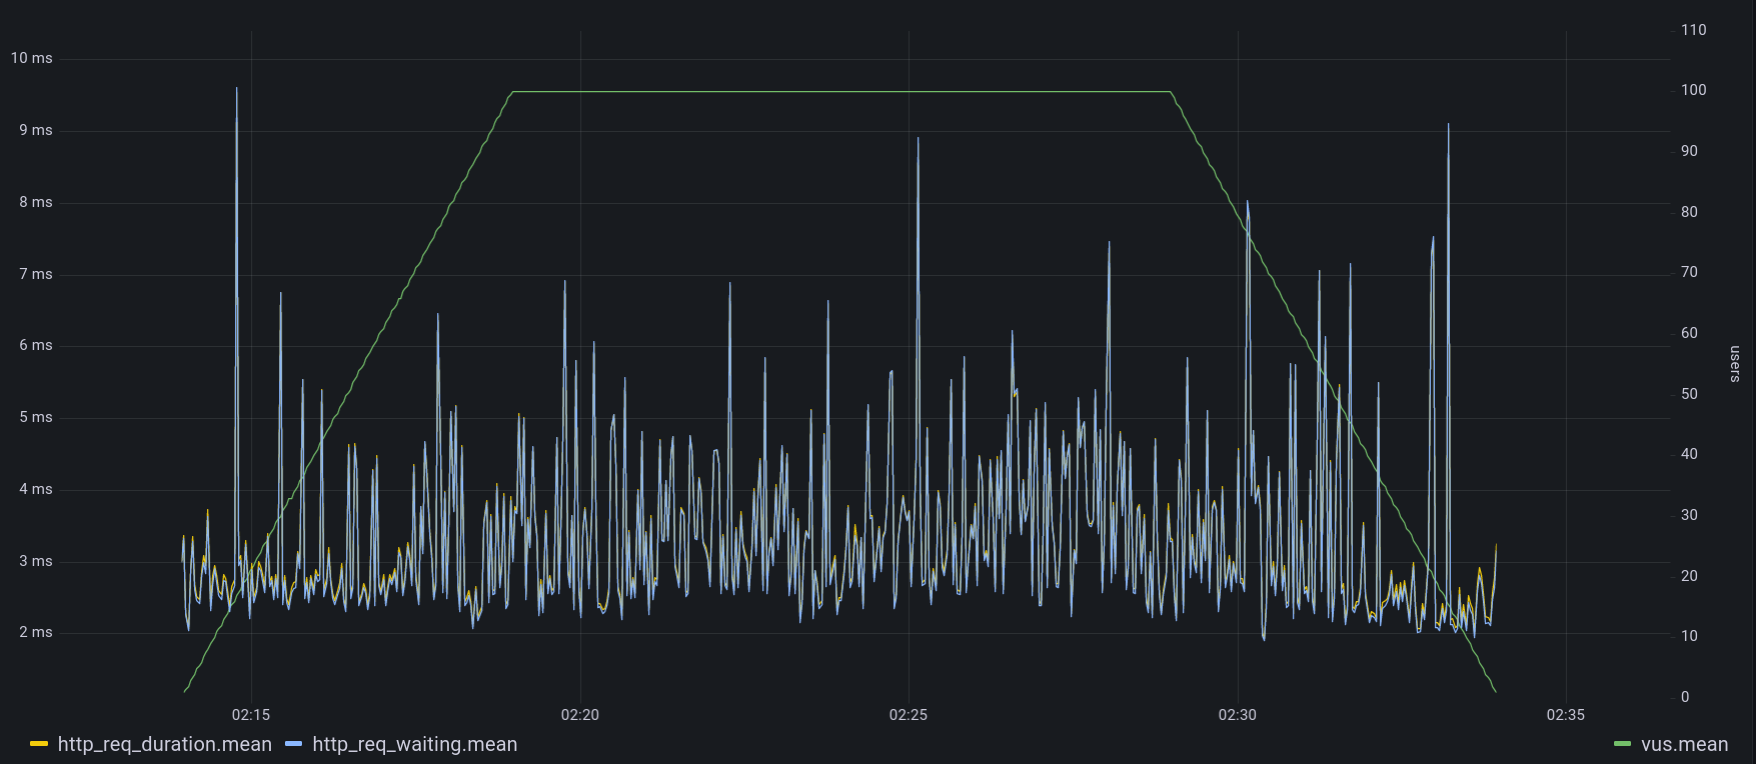 10 ms
9 ms
8 ms
7 ms
6 ms
5 ms
4 ms
3 ms
2 ms
110
100
90
80
70
60
50
40
30
20
10
0
users
02:15 02:20 02:25 02:30 02:35
http_req_duration.mean http_req_waiting.mean vus.mean